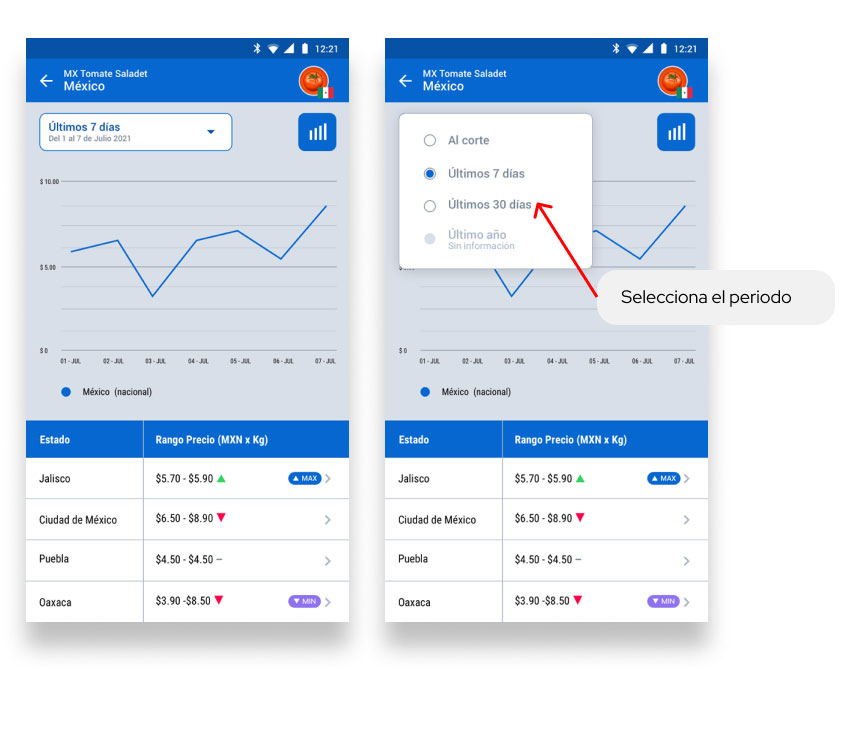 12:21
MX Tomate Saladet
México
Últimos 7 días
Del 1 al 7 de Julio 2021
$ 10.00
$ 5.00
$ 0
01 - JUL 02 - JUL 03 - JUL 04 - JUL 05 - JUL 06 - JUL 07 - JUL
México (nacional)
Estado Rango Precio (MXN x Kg)
Jalisco $5.70 - $5.90 MAX
Ciudad de México $6.50 - $8.90
Puebla $4.50 - $4.50 –
Oaxaca $3.90 -$8.50 MIN
12:21
MX Tomate Saladet
México
Al corte
Últimos 7 días
Últimos 30 días
Último año
Sin información
Selecciona el periodo
$ 0
01 - JUL 02 - JUL 03 - JUL 04 - JUL 05 - JUL 06 - JUL 07 - JUL
México (nacional)
Estado Rango Precio (MXN x Kg)
Jalisco $5.70 - $5.90 MAX
Ciudad de México $6.50 - $8.90
Puebla $4.50 - $4.50 –
Oaxaca $3.90 -$8.50 MIN